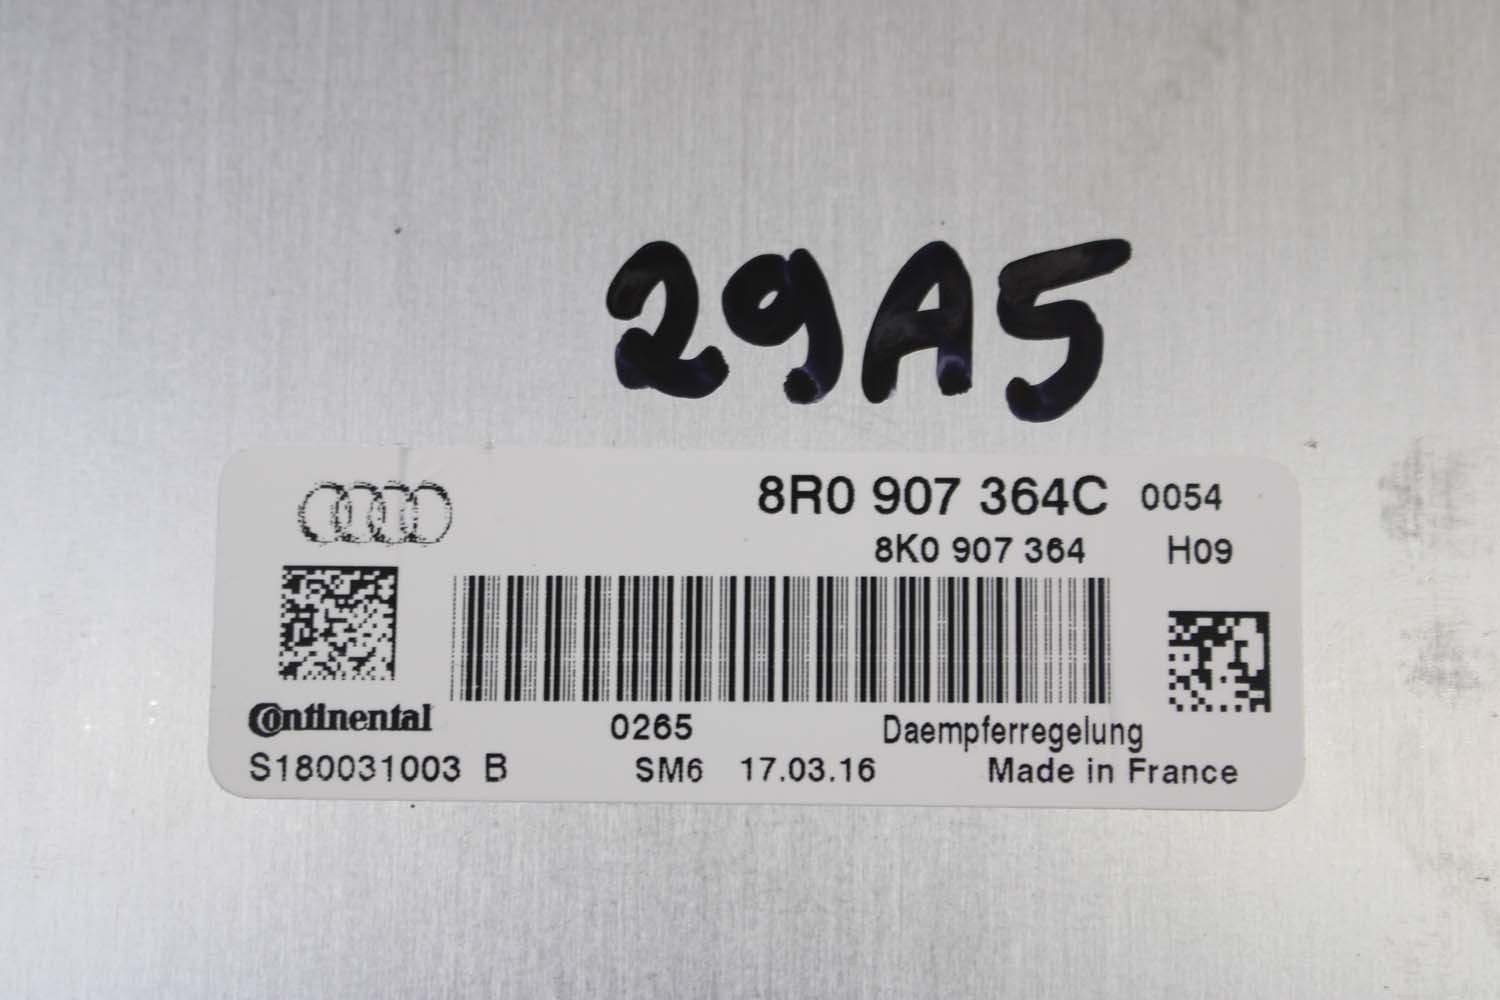 29A5
8R0 907 364C 0054
8K0 907 364 H09
Continental 0265 Daempferregelung
S180031003 B SM6 17.03.16 Made in France